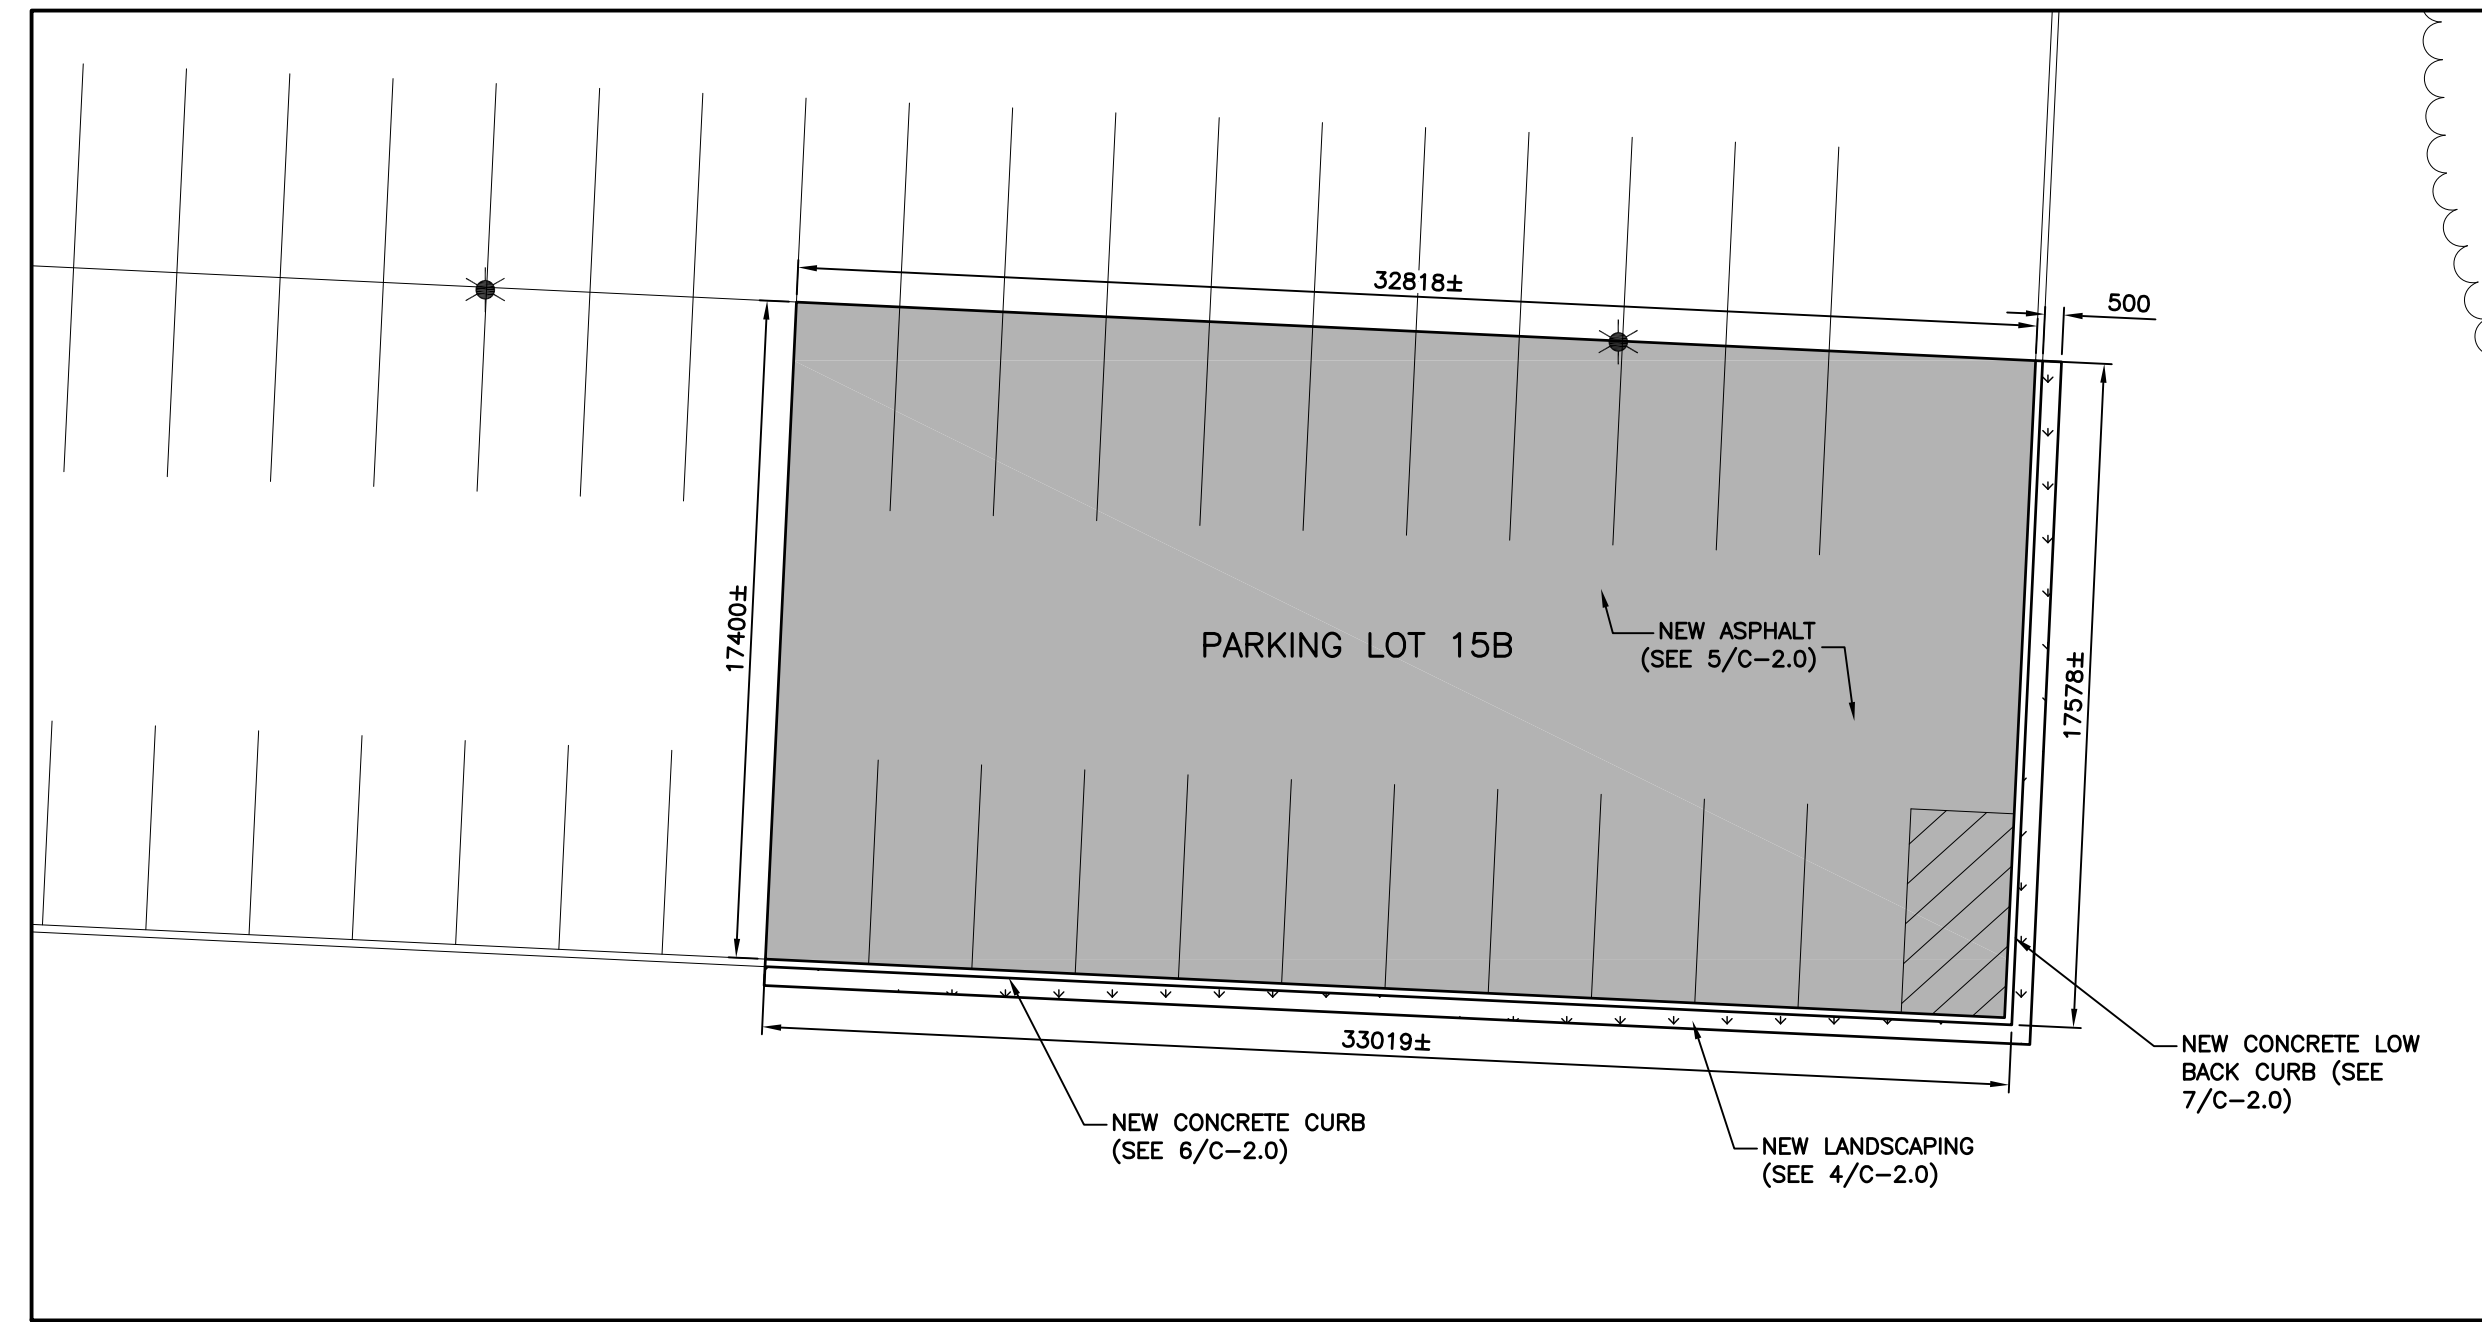 32818±
500
17400±
PARKING LOT 15B
NEW ASPHALT
(SEE 5/C-2.0)
17578±
33019±
NEW CONCRETE LOW
BACK CURB (SEE
7/C-2.0)
NEW CONCRETE CURB
(SEE 6/C-2.0)
NEW LANDSCAPING
(SEE 4/C-2.0)